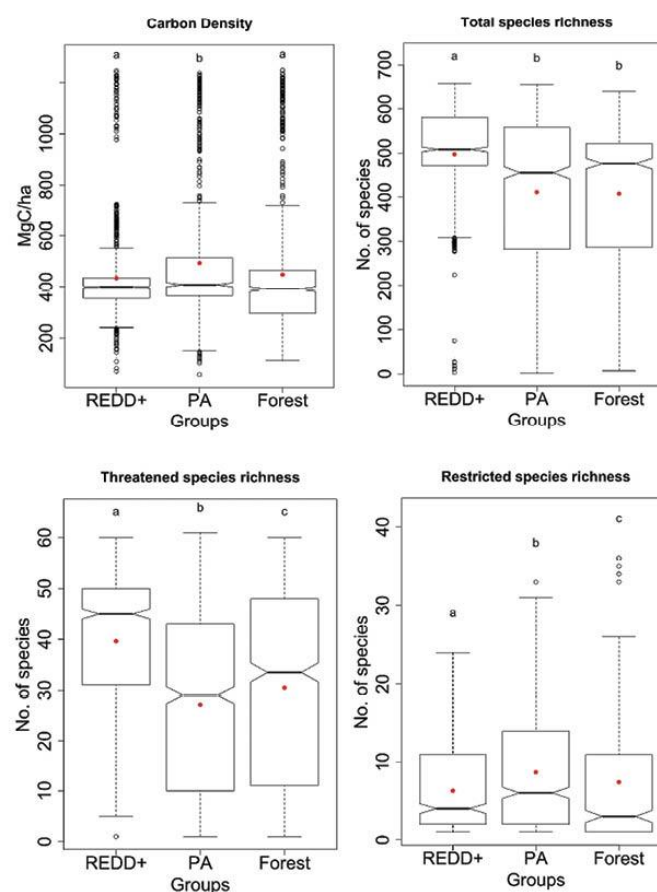 Carbon Density
a b a
MgC/ha
1000
800
600
400
200
REDD+ PA Forest
Groups
Total species richness
a b b
No. of species
700
600
500
400
300
200
100
0
REDD+ PA Forest
Groups
Threatened species richness
a b c
No. of species
60
50
40
30
20
10
0
REDD+ PA Forest
Groups
Restricted species richness
a b c
No. of species
40
30
20
10
0
REDD+ PA Forest
Groups